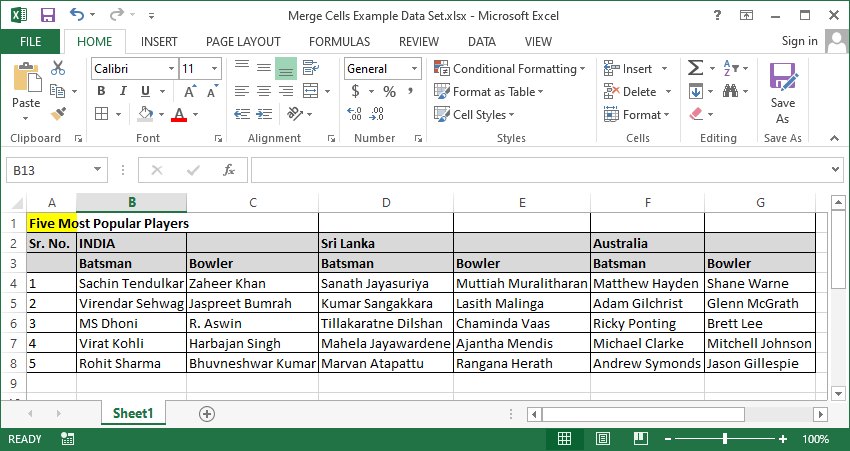 Merge Cells Example Data Set.xlsx - Microsoft Excel
FILE HOME INSERT PAGE LAYOUT FORMULAS REVIEW DATA VIEW Sign in
Calibri 11 General Conditional Formatting Insert
Paste B I U A A $ % , Format as Table Delete Save As
A .00 .0 Cell Styles Format
Clipboard Font Alignment Number Styles Cells Editing Save As
B13 fx
A B C D E F G
1 Five Most Popular Players
2 Sr. No. INDIA Sri Lanka Australia
3 Batsman Bowler Batsman Bowler Batsman Bowler
4 1 Sachin Tendulkar Zaheer Khan Sanath Jayasuriya Muttiah Muralitharan Matthew Hayden Shane Warne
5 2 Virendar Sehwag Jaspreet Bumrah Kumar Sangakkara Lasith Malinga Adam Gilchrist Glenn McGrath
6 3 MS Dhoni R. Aswin Tillakaratne Dilshan Chaminda Vaas Ricky Ponting Brett Lee
7 4 Virat Kohli Harbajan Singh Mahela Jayawardene Ajantha Mendis Michael Clarke Mitchell Johnson
8 5 Rohit Sharma Bhuvneshwar Kumar Marvan Atapattu Rangana Herath Andrew Symonds Jason Gillespie
9
Sheet1
READY 100%